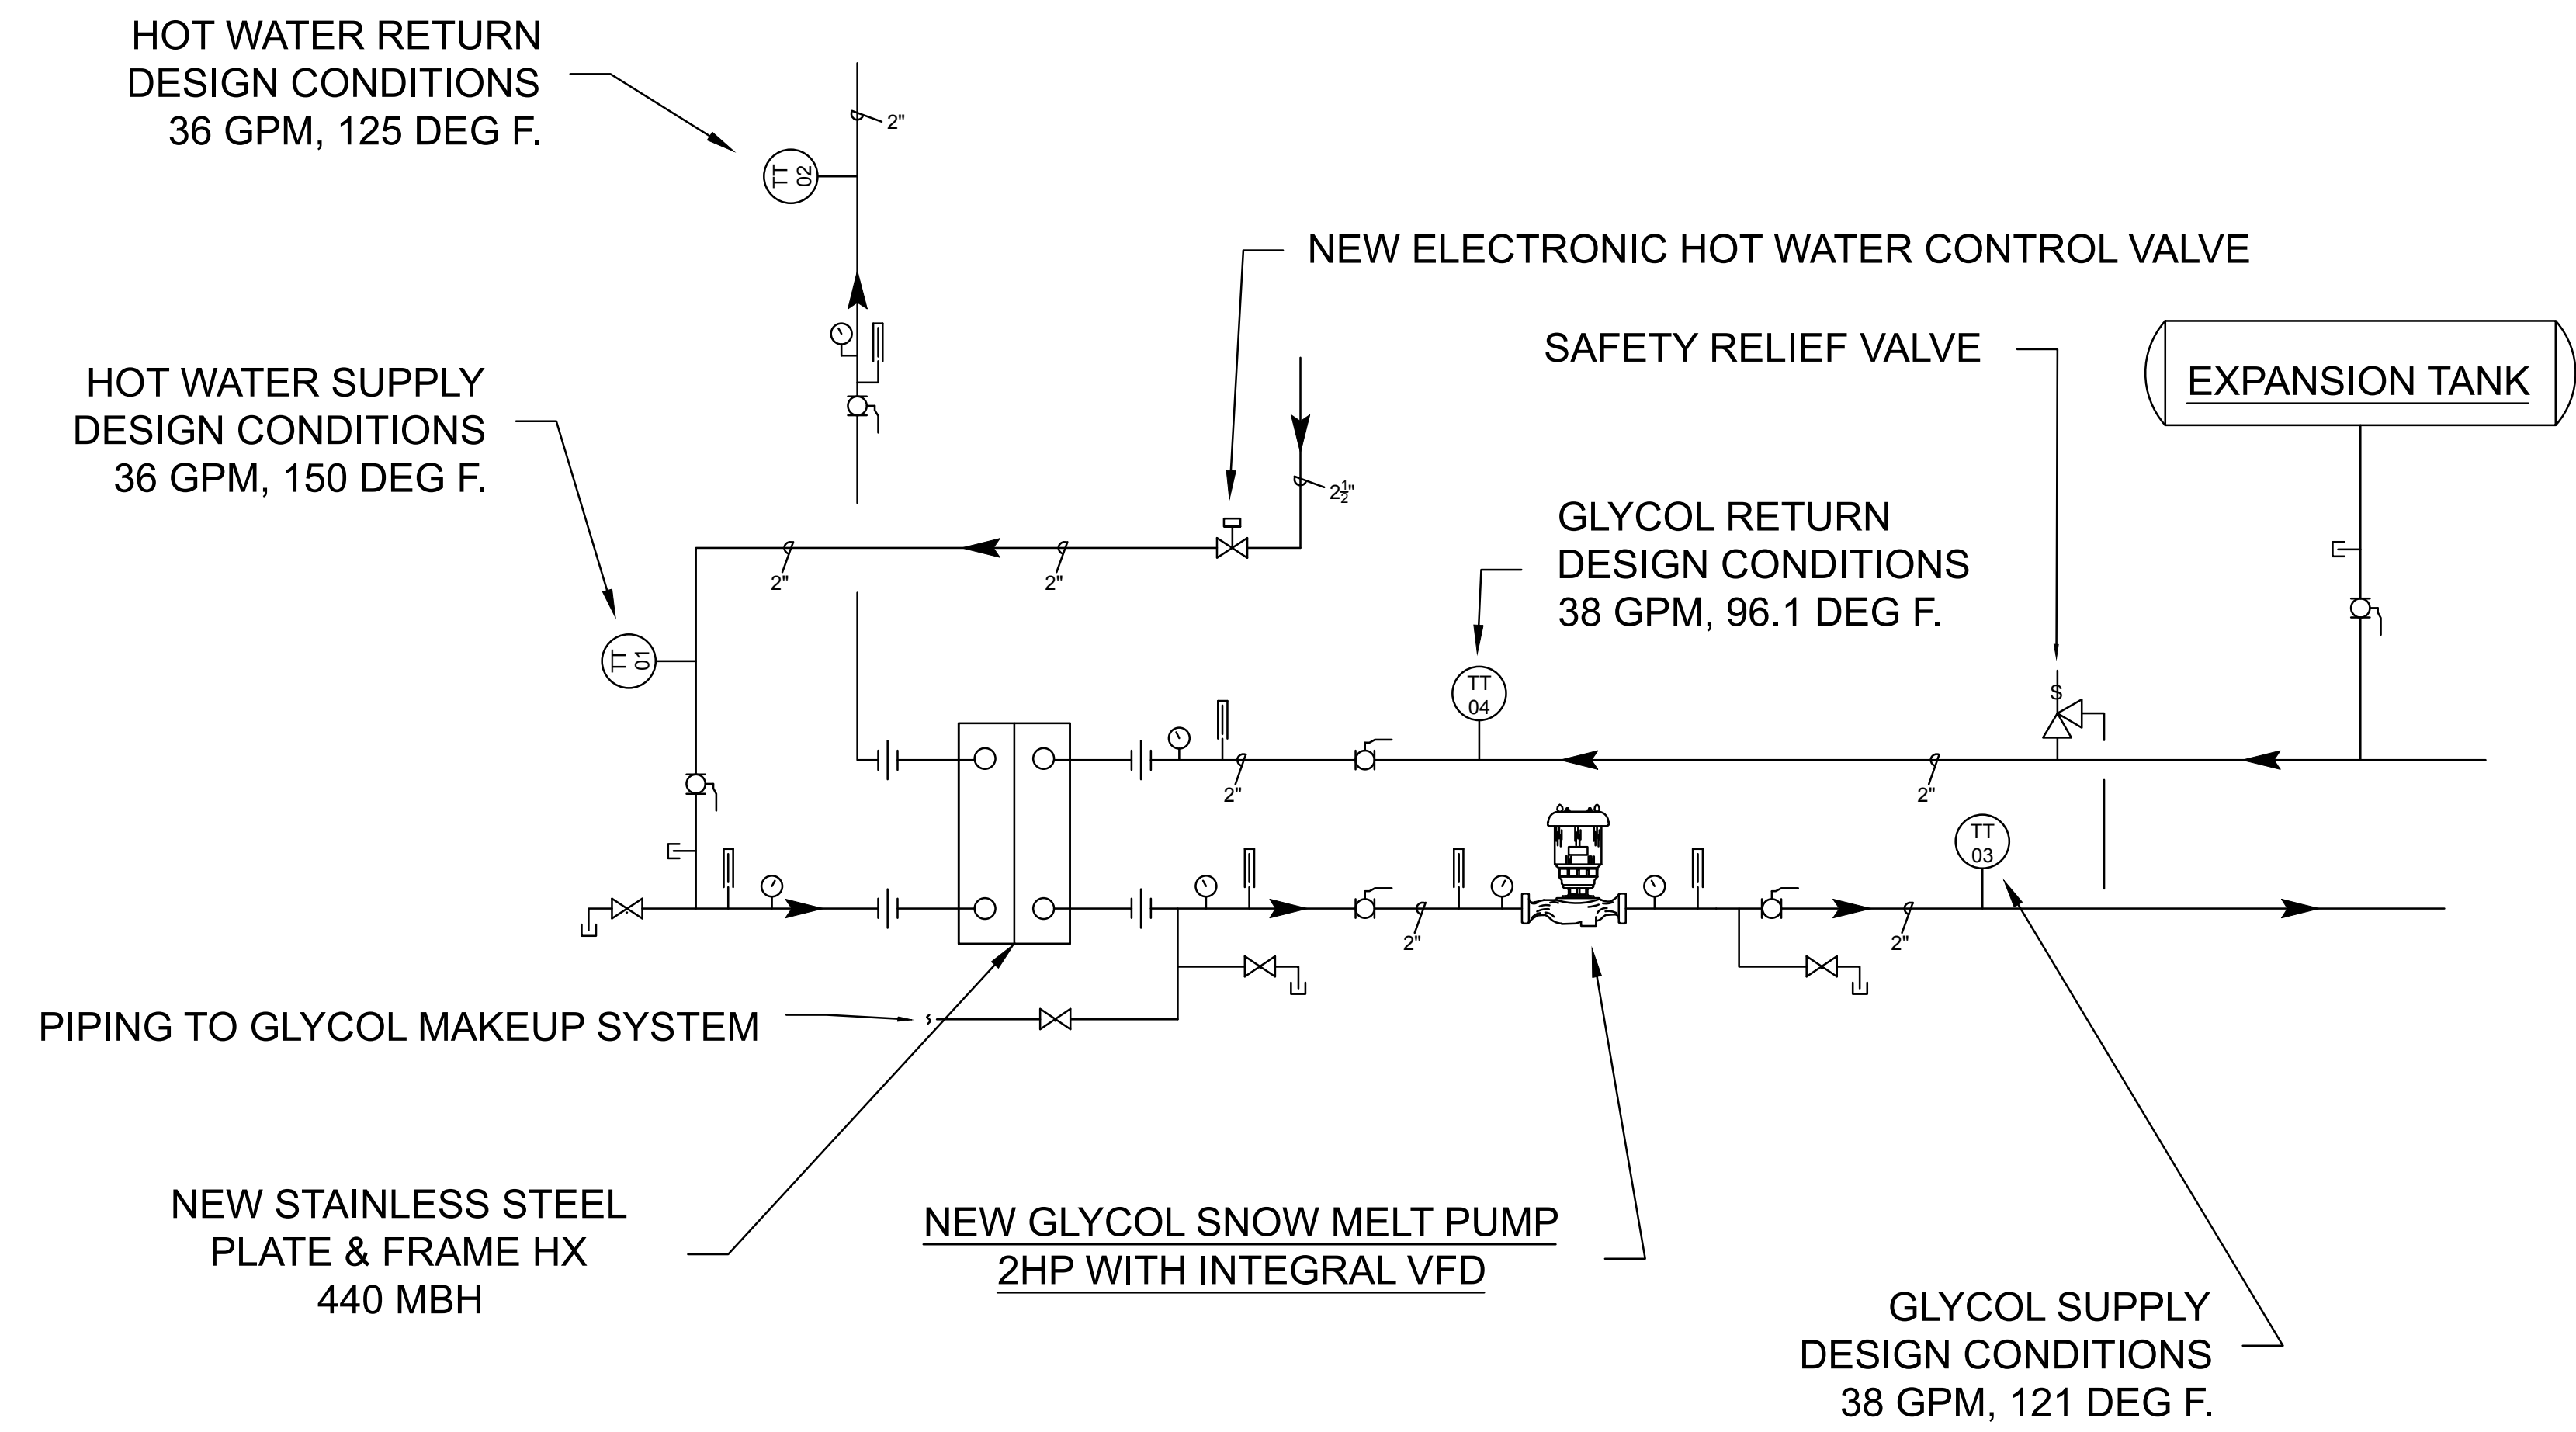 HOT WATER RETURN
DESIGN CONDITIONS
36 GPM, 125 DEG F.
2"
TT
02
NEW ELECTRONIC HOT WATER CONTROL VALVE
SAFETY RELIEF VALVE
EXPANSION TANK
HOT WATER SUPPLY
DESIGN CONDITIONS
36 GPM, 150 DEG F.
2½"
GLYCOL RETURN
DESIGN CONDITIONS
38 GPM, 96.1 DEG F.
2"
2"
TT
01
TT
04
S
2"
2"
TT
03
2"
2"
PIPING TO GLYCOL MAKEUP SYSTEM
NEW STAINLESS STEEL
PLATE & FRAME HX
440 MBH
NEW GLYCOL SNOW MELT PUMP
2HP WITH INTEGRAL VFD
GLYCOL SUPPLY
DESIGN CONDITIONS
38 GPM, 121 DEG F.